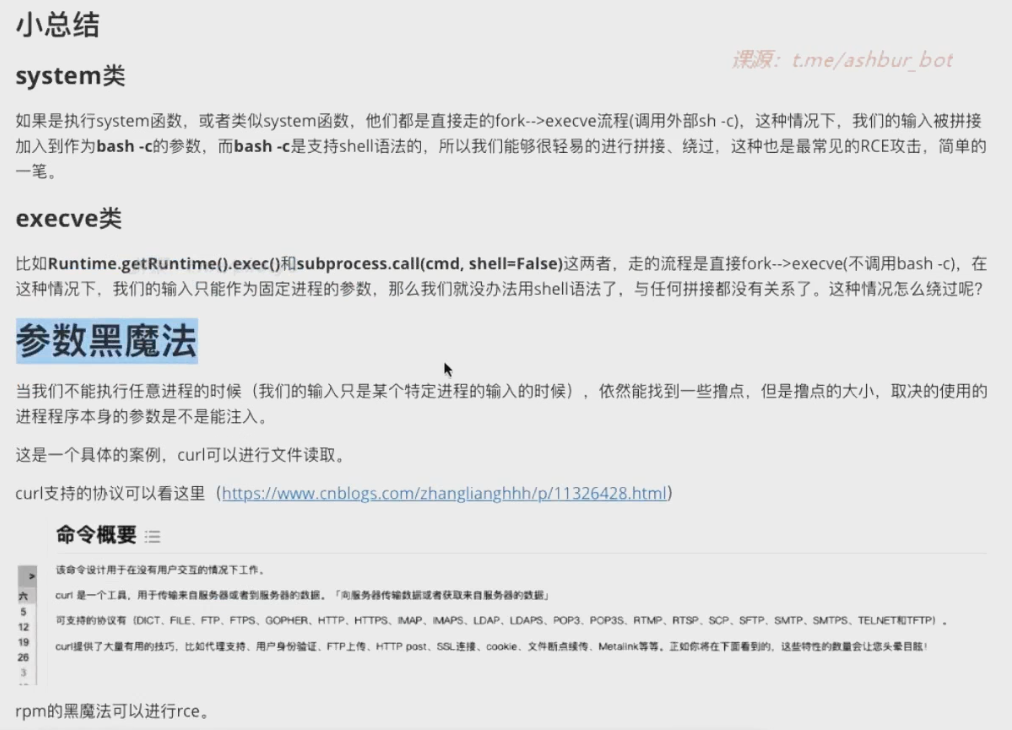 小总结
课源：t.me/ashbur_bot
system类
如果是执行system函数，或者类似system函数，他们都是直接走的fork-->execve流程(调用外部sh -c)，这种情况下，我们的输入被拼接
加入到作为bash -c的参数，而bash -c是支持shell语法的，所以我们能够很轻易的进行拼接、绕过，这种也是最常见的RCE攻击，简单的
一笔。
execve类
比如Runtime.getRuntime().exec()和subprocess.call(cmd, shell=False)这两者，走的流程是直接fork-->execve(不调用bash -c)，在
这种情况下，我们的输入只能作为固定进程的参数，那么我们就没办法用shell语法了，与任何拼接都没有关系了。这种情况怎么绕过呢？
参数黑魔法
当我们不能执行任意进程的时候（我们的输入只是某个特定进程的输入的时候），依然能找到一些撸点，但是撸点的大小，取决的使用的
进程程序本身的参数是不是能注入。
这是一个具体的案例，curl可以进行文件读取。
curl支持的协议可以看这里（https://www.cnblogs.com/zhanglianghhh/p/11326428.html）
命令概要
该命令设计用于在没有用户交互的情况下工作。
>
curl 是一个工具，用于传输来自服务器或者到服务器的数据。「向服务器传输数据或者获取来自服务器的数据」
六
5
可支持的协议有（DICT、FILE、FTP、FTPS、GOPHER、HTTP、HTTPS、IMAP、IMAPS、LDAP、LDAPS、POP3、POP3S、RTMP、RTSP、SCP、SFTP、SMTP、SMTPS、TELNET和TFTP）。
12
19
curl提供了大量有用的技巧，比如代理支持、用户身份验证、FTP上传、HTTP post、SSL连接、cookie、文件断点续传、Metalink等等。正如你将在下面看到的，这些特性的数量会让您头晕目眩！
26
3
rpm的黑魔法可以进行rce。